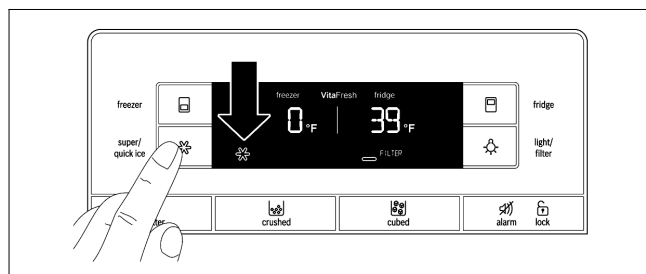 freezer
super/
quick ice
freezer VitaFresh fridge
0 °F 39 °F
FILTER
fridge
light/
filter
crushed
cubed
alarm
lock